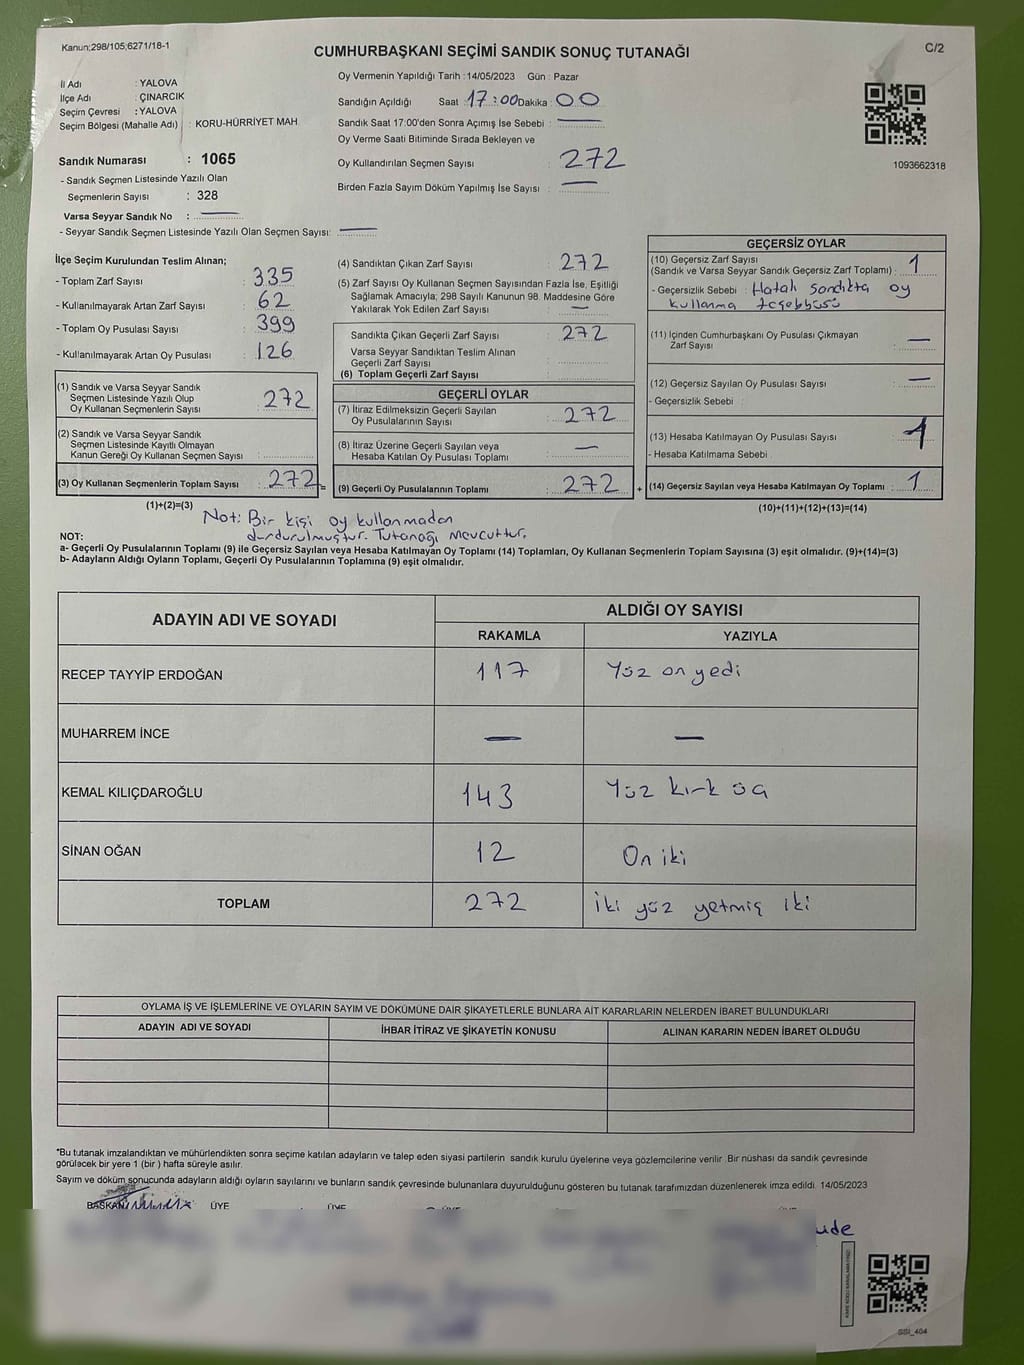 Kanun;298/105;6271/18-1
C/2
CUMHURBAŞKANI SEÇİMİ SANDIK SONUÇ TUTANAĞI
İl Adı : YALOVA
İlçe Adı : ÇINARCIK
Seçim Çevresi : YALOVA
Seçim Bölgesi (Mahalle Adı) : KORU-HÜRRİYET MAH.
Sandık Numarası : 1065
- Sandık Seçmen Listesinde Yazılı Olan
Seçmenlerin Sayısı : 328
Varsa Seyyar Sandık No : —
- Seyyar Sandık Seçmen Listesinde Yazılı Olan Seçmen Sayısı: —
Oy Vermenin Yapıldığı Tarih :14/05/2023 Gün : Pazar
Sandığın Açıldığı Saat :17:00 Dakika : 00
Sandık Saat 17:00'den Sonra Açımış İse Sebebi : —
Oy Verme Saati Bitiminde Sırada Bekleyen ve
Oy Kullandırılan Seçmen Sayısı : 272
Birden Fazla Sayım Döküm Yapılmış İse Sayısı : —
1093662318
İlçe Seçim Kurulundan Teslim Alınan;
- Toplam Zarf Sayısı : 335
- Kullanılmayarak Artan Zarf Sayısı : 62
- Toplam Oy Pusulası Sayısı : 399
- Kullanılmayarak Artan Oy Pusulası : 126
(1) Sandık ve Varsa Seyyar Sandık
Seçmen Listesinde Yazılı Olup
Oy Kullanan Seçmenlerin Sayısı : 272
(2) Sandık ve Varsa Seyyar Sandık
Seçmen Listesinde Kayıtlı Olmayan
Kanun Gereği Oy Kullanan Seçmen Sayısı :
(3) Oy Kullanan Seçmenlerin Toplam Sayısı : 272 =
(1)+(2)=(3)
(4) Sandıktan Çıkan Zarf Sayısı : 272
(5) Zarf Sayısı Oy Kullanan Seçmen Sayısından Fazla İse, Eşitliği
Sağlamak Amacıyla; 298 Sayılı Kanunun 98. Maddesine Göre
Yakılarak Yok Edilen Zarf Sayısı : —
Sandıkta Çıkan Geçerli Zarf Sayısı : 272
Varsa Seyyar Sandıktan Teslim Alınan
Geçerli Zarf Sayısı :
(6) Toplam Geçerli Zarf Sayısı :
GEÇERLİ OYLAR
(7) İtiraz Edilmeksizin Geçerli Sayılan
Oy Pusulalarının Sayısı : 272
(8) İtiraz Üzerine Geçerli Sayılan veya
Hesaba Katılan Oy Pusulası Toplamı : —
(9) Geçerli Oy Pusulalarının Toplamı : 272 +
GEÇERSİZ OYLAR
(10) Geçersiz Zarf Sayısı
(Sandık ve Varsa Seyyar Sandık Geçersiz Zarf Toplamı) : 1
- Geçersizlik Sebebi : Hatalı sandıkta oy
kullanma teşebbüsü
(11) İçinden Cumhurbaşkanı Oy Pusulası Çıkmayan
Zarf Sayısı : —
(12) Geçersiz Sayılan Oy Pusulası Sayısı : —
- Geçersizlik Sebebi :
(13) Hesaba Katılmayan Oy Pusulası Sayısı : 1
- Hesaba Katılmama Sebebi :
(14) Geçersiz Sayılan veya Hesaba Katılmayan Oy Toplamı : 1
(10)+(11)+(12)+(13)=(14)
Not: Bir kişi oy kullanmadan
durdurulmuştur. Tutanağı mevcuttur.
NOT:
a- Geçerli Oy Pusulalarının Toplamı (9) ile Geçersiz Sayılan veya Hesaba Katılmayan Oy Toplamı (14) Toplamları, Oy Kullanan Seçmenlerin Toplam Sayısına (3) eşit olmalıdır. (9)+(14)=(3)
b- Adayların Aldığı Oyların Toplamı, Geçerli Oy Pusulalarının Toplamına (9) eşit olmalıdır.
ADAYIN ADI VE SOYADI ALDIĞI OY SAYISI
RAKAMLA YAZIYLA
RECEP TAYYİP ERDOĞAN 117 Yüz on yedi
MUHARREM İNCE — —
KEMAL KILIÇDAROĞLU 143 Yüz kırk üç
SİNAN OĞAN 12 On iki
TOPLAM 272 İki yüz yetmiş iki
OYLAMA İŞ VE İŞLEMLERİNE VE OYLARIN SAYIM VE DÖKÜMÜNE DAİR ŞİKAYETLERLE BUNLARA AİT KARARLARIN NELERDEN İBARET BULUNDUKLARI
ADAYIN ADI VE SOYADI İHBAR İTİRAZ VE ŞİKAYETİN KONUSU ALINAN KARARIN NEDEN İBARET OLDUĞU
"Bu tutanak imzalandıktan ve mühürlendikten sonra seçime katılan adayların ve talep eden siyasi partilerin sandık kurulu üyelerine veya gözlemcilerine verilir. Bir nüshası da sandık çevresinde
görülecek bir yere 1 (bir) hafta süreyle asılır.
Sayım ve döküm sonucunda adayların aldığı oyların sayılarını ve bunların sandık çevresinde bulunanlara duyurulduğunu gösteren bu tutanak tarafımızdan düzenlenerek imza edildi. 14/05/2023
BAŞKAN ÜYE ÜYE ÜYE ÜYE
SSI_404